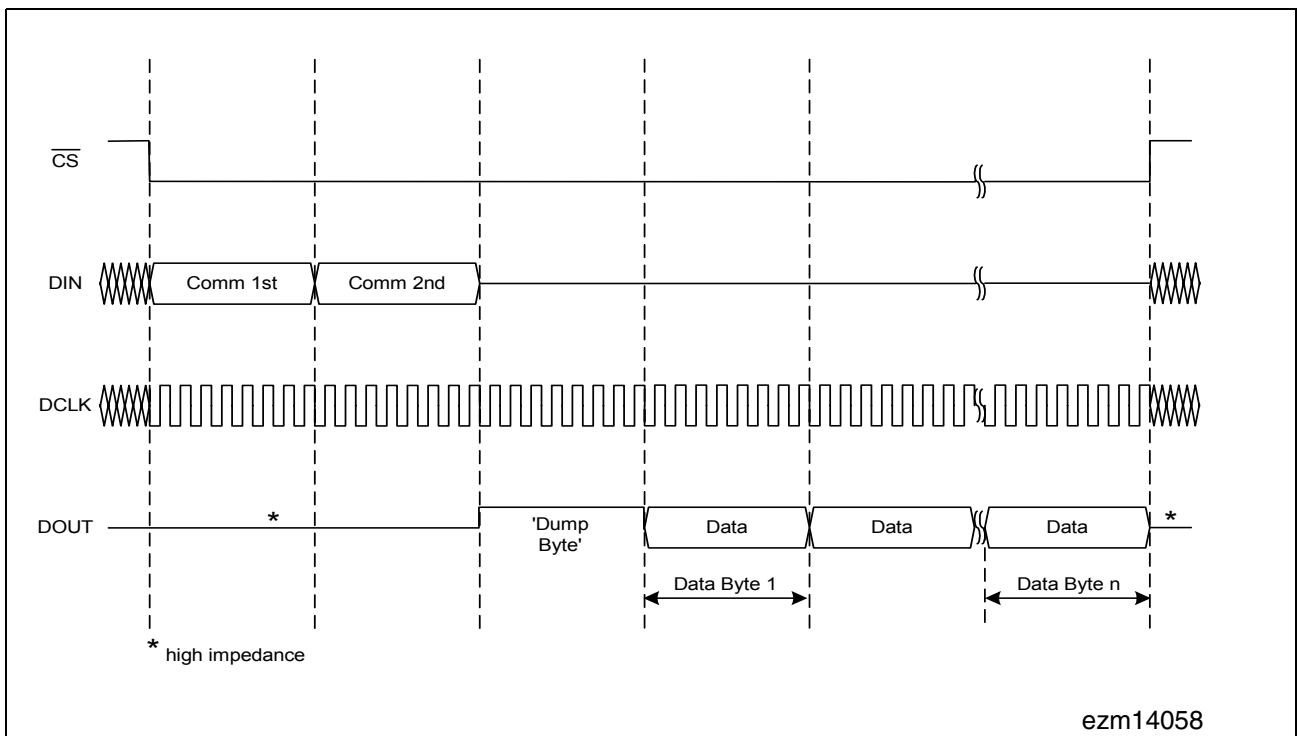 CS
DIN
Comm 1st
Comm 2nd
DCLK
DOUT
*
'Dump
Byte'
Data
Data
Data
*
Data Byte 1
Data Byte n
* high impedance
ezm14058